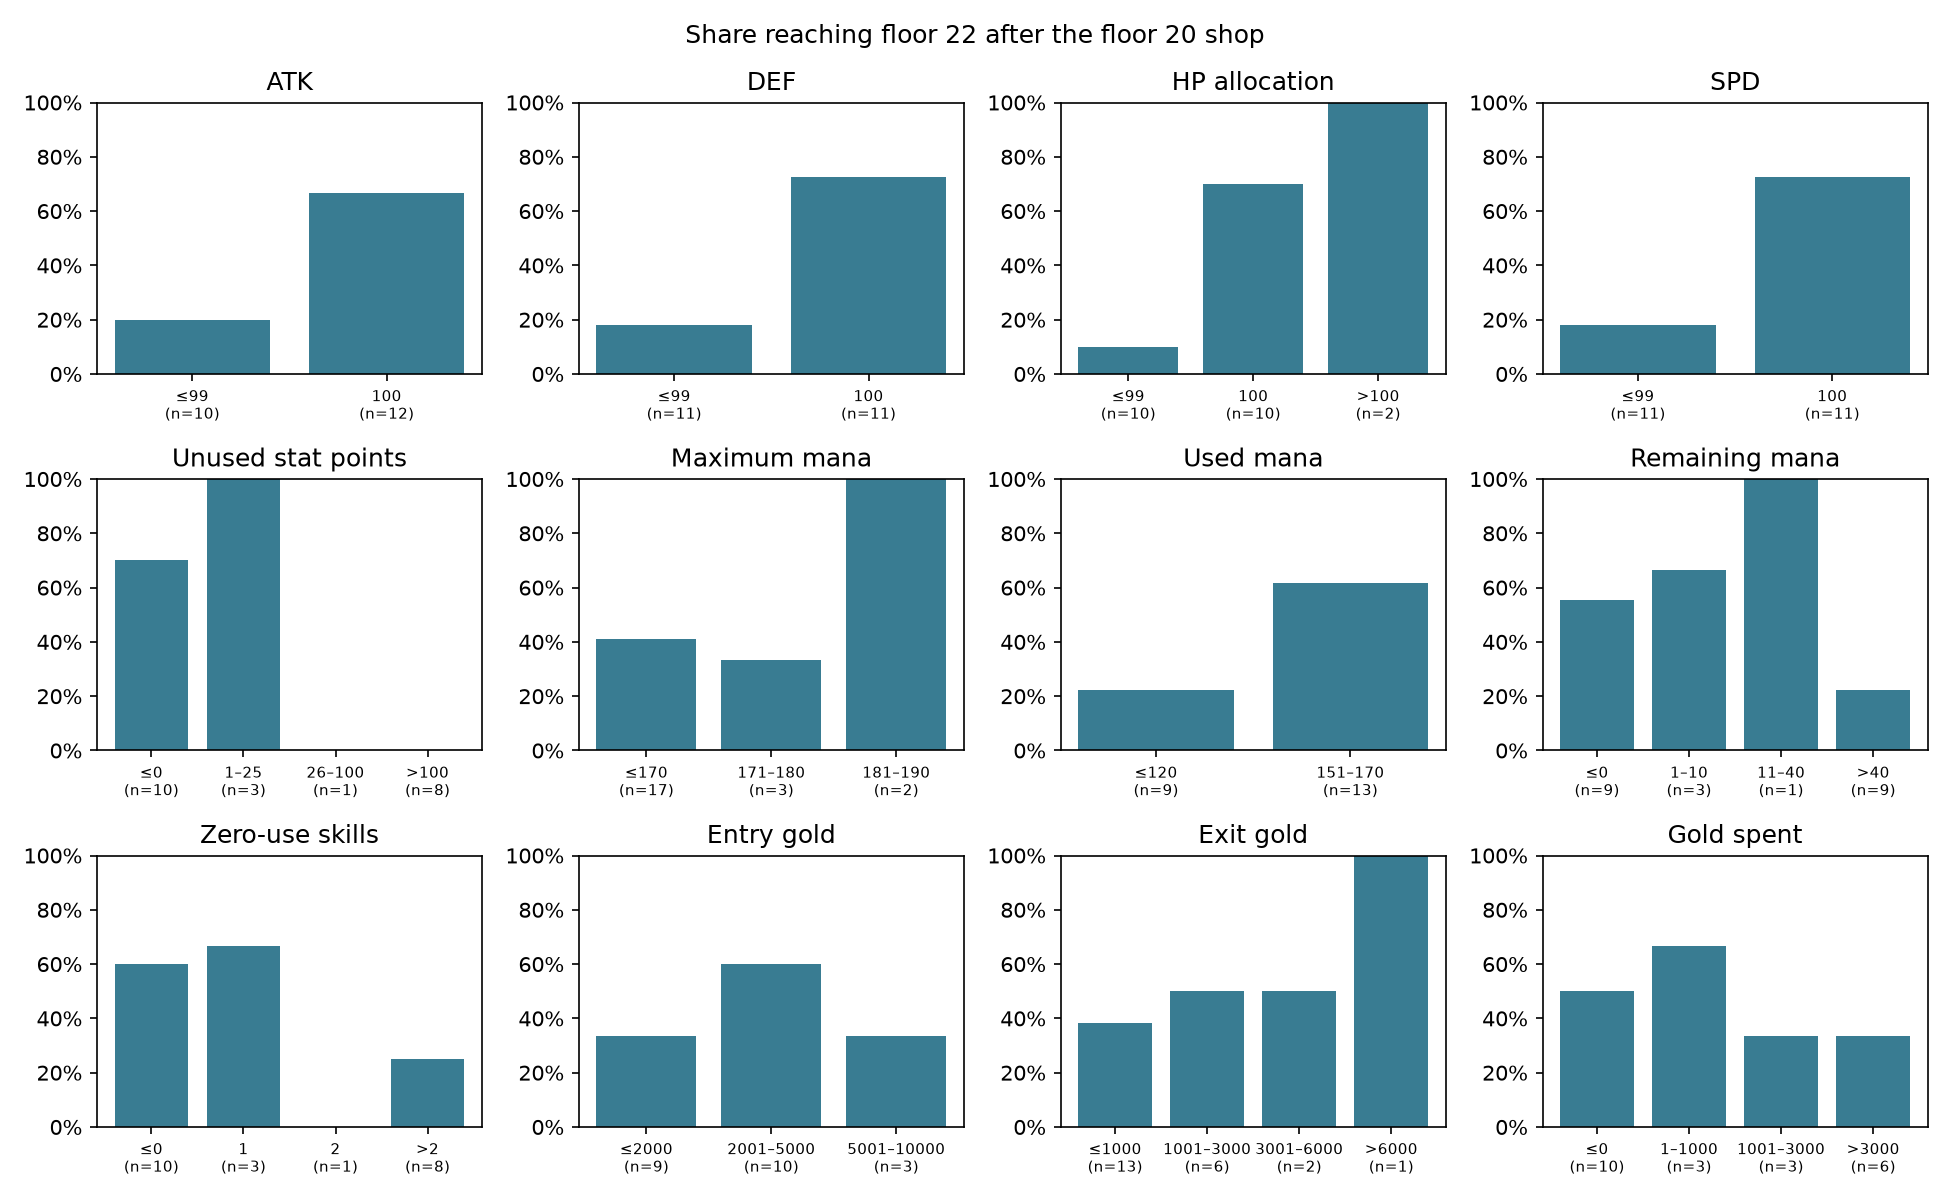 Share reaching floor 22 after the floor 20 shop
ATK
100%
80%
60%
40%
20%
0%
≤99
(n=10)
100
(n=12)
DEF
100%
80%
60%
40%
20%
0%
≤99
(n=11)
100
(n=11)
HP allocation
100%
80%
60%
40%
20%
0%
≤99
(n=10)
100
(n=10)
>100
(n=2)
SPD
100%
80%
60%
40%
20%
0%
≤99
(n=11)
100
(n=11)
Unused stat points
100%
80%
60%
40%
20%
0%
≤0
(n=10)
1–25
(n=3)
26–100
(n=1)
>100
(n=8)
Maximum mana
100%
80%
60%
40%
20%
0%
≤170
(n=17)
171–180
(n=3)
181–190
(n=2)
Used mana
100%
80%
60%
40%
20%
0%
≤120
(n=9)
151–170
(n=13)
Remaining mana
100%
80%
60%
40%
20%
0%
≤0
(n=9)
1–10
(n=3)
11–40
(n=1)
>40
(n=9)
Zero-use skills
100%
80%
60%
40%
20%
0%
≤0
(n=10)
1
(n=3)
2
(n=1)
>2
(n=8)
Entry gold
100%
80%
60%
40%
20%
0%
≤2000
(n=9)
2001–5000
(n=10)
5001–10000
(n=3)
Exit gold
100%
80%
60%
40%
20%
0%
≤1000
(n=13)
1001–3000
(n=6)
3001–6000
(n=2)
>6000
(n=1)
Gold spent
100%
80%
60%
40%
20%
0%
≤0
(n=10)
1–1000
(n=3)
1001–3000
(n=3)
>3000
(n=6)